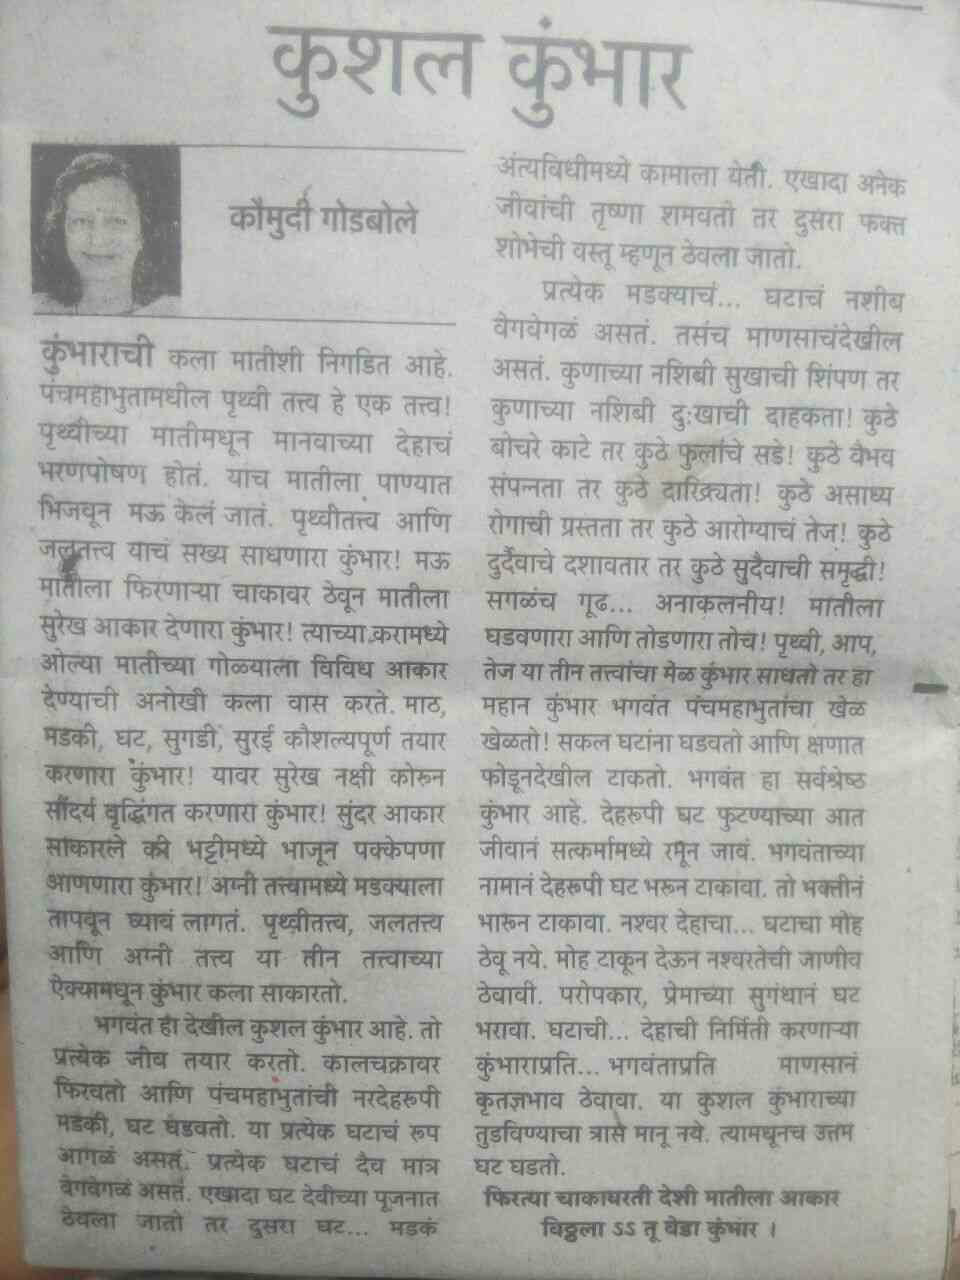 कुशल कुंभार
कौमुदी गोडबोले
कुंभाराची कला मातीशी निगडित आहे.
पंचमहाभुतामधील पृथ्वी तत्त्व हे एक तत्त्व!
पृथ्वीच्या मातीमधून मानवाच्या देहाचं
भरणपोषण होतं. याच मातीला पाण्यात
भिजवून मऊ केलं जातं. पृथ्वीतत्त्व आणि
जलतत्त्व याचं सख्य साधणारा कुंभार! मऊ
मातीला फिरणाऱ्या चाकावर ठेवून मातीला
सुरेख आकार देणारा कुंभार! त्याच्या करामध्ये
ओल्या मातीच्या गोळयाला विविध आकार
देण्याची अनोखी कला वास करते. माठ,
मडकी, घट, सुगडी, सुरई कौशल्यपूर्ण तयार
करणारा कुंभार! यावर सुरेख नक्षी कोरून
सौंदर्य वृद्धिंगत करणारा कुंभार! सुंदर आकार
साकारले की भट्टीमध्ये भाजून पक्केपणा
आणणारा कुंभार! अग्नी तत्त्वामध्ये मडक्याला
तापवून घ्यावं लागतं. पृथ्वीतत्त्व, जलतत्त्व
आणि अग्नी तत्त्व या तीन तत्त्वाच्या
ऐक्यामधून कुंभार कला साकारतो.
भगवंत हा देखील कुशल कुंभार आहे. तो
प्रत्येक जीव तयार करतो. कालचक्रावर
फिरवतो आणि पंचमहाभुतांची नरदेहरूपी
मडकी, घट घडवतो. या प्रत्येक घटाचं रूप
आगळं असतं. प्रत्येक घटाचं दैव मात्र
वेगवेगळं असतं. एखादा घट देवीच्या पूजनात
ठेवला जातो तर दुसरा घट... मडकं
अंत्यविधीमध्ये कामाला येती. एखादा अनेक
जीवांची तृष्णा शमवतो तर दुसरा फक्त
शोभेची वस्तू म्हणून ठेवला जातो.
प्रत्येक मडक्याचं... घटाचं नशीब
वेगवेगळं असतं. तसंच माणसाचंदेखील
असतं. कुणाच्या नशिबी सुखाची शिंपण तर
कुणाच्या नशिबी दुःखाची दाहकता! कुठे
बोचरे काटे तर कुठे फुलांचे सडे! कुठे वैभव
संपन्नता तर कुठे दारिद्र्यता! कुठे असाध्य
रोगाची ग्रस्तता तर कुठे आरोग्याचं तेज! कुठे
दुर्दैवाचे दशावतार तर कुठे सुदैवाची समृद्धी!
सगळंच गूढ... अनाकलनीय! मातीला
घडवणारा आणि तोडणारा तोच! पृथ्वी, आप,
तेज या तीन तत्त्वांचा मेळ कुंभार साधतो तर हा
महान कुंभार भगवंत पंचमहाभुतांचा खेळ
खेळतो! सकल घटांना घडवतो आणि क्षणात
फोडूनदेखील टाकतो. भगवंत हा सर्वश्रेष्ठ
कुंभार आहे. देहरूपी घट फुटण्याच्या आत
जीवानं सत्कर्मामध्ये रमून जावं. भगवंताच्या
नामानं देहरूपी घट भरून टाकावा. तो भक्तीनं
भारून टाकावा. नश्वर देहाचा... घटाचा मोह
ठेवू नये. मोह टाकून देऊन नश्वरतेची जाणीव
ठेवावी. परोपकार, प्रेमाच्या सुगंधानं घट
भरावा. घटाची... देहाची निर्मिती करणाऱ्या
कुंभाराप्रति... भगवंताप्रति माणसानं
कृतज्ञभाव ठेवावा. या कुशल कुंभाराच्या
तुडविण्याचा त्रास मानू नये. त्यामधूनच उत्तम
घट घडतो.
फिरत्या चाकावरती देशी मातीला आकार
विठ्ठला ऽऽ तू वेडा कुंभार ।